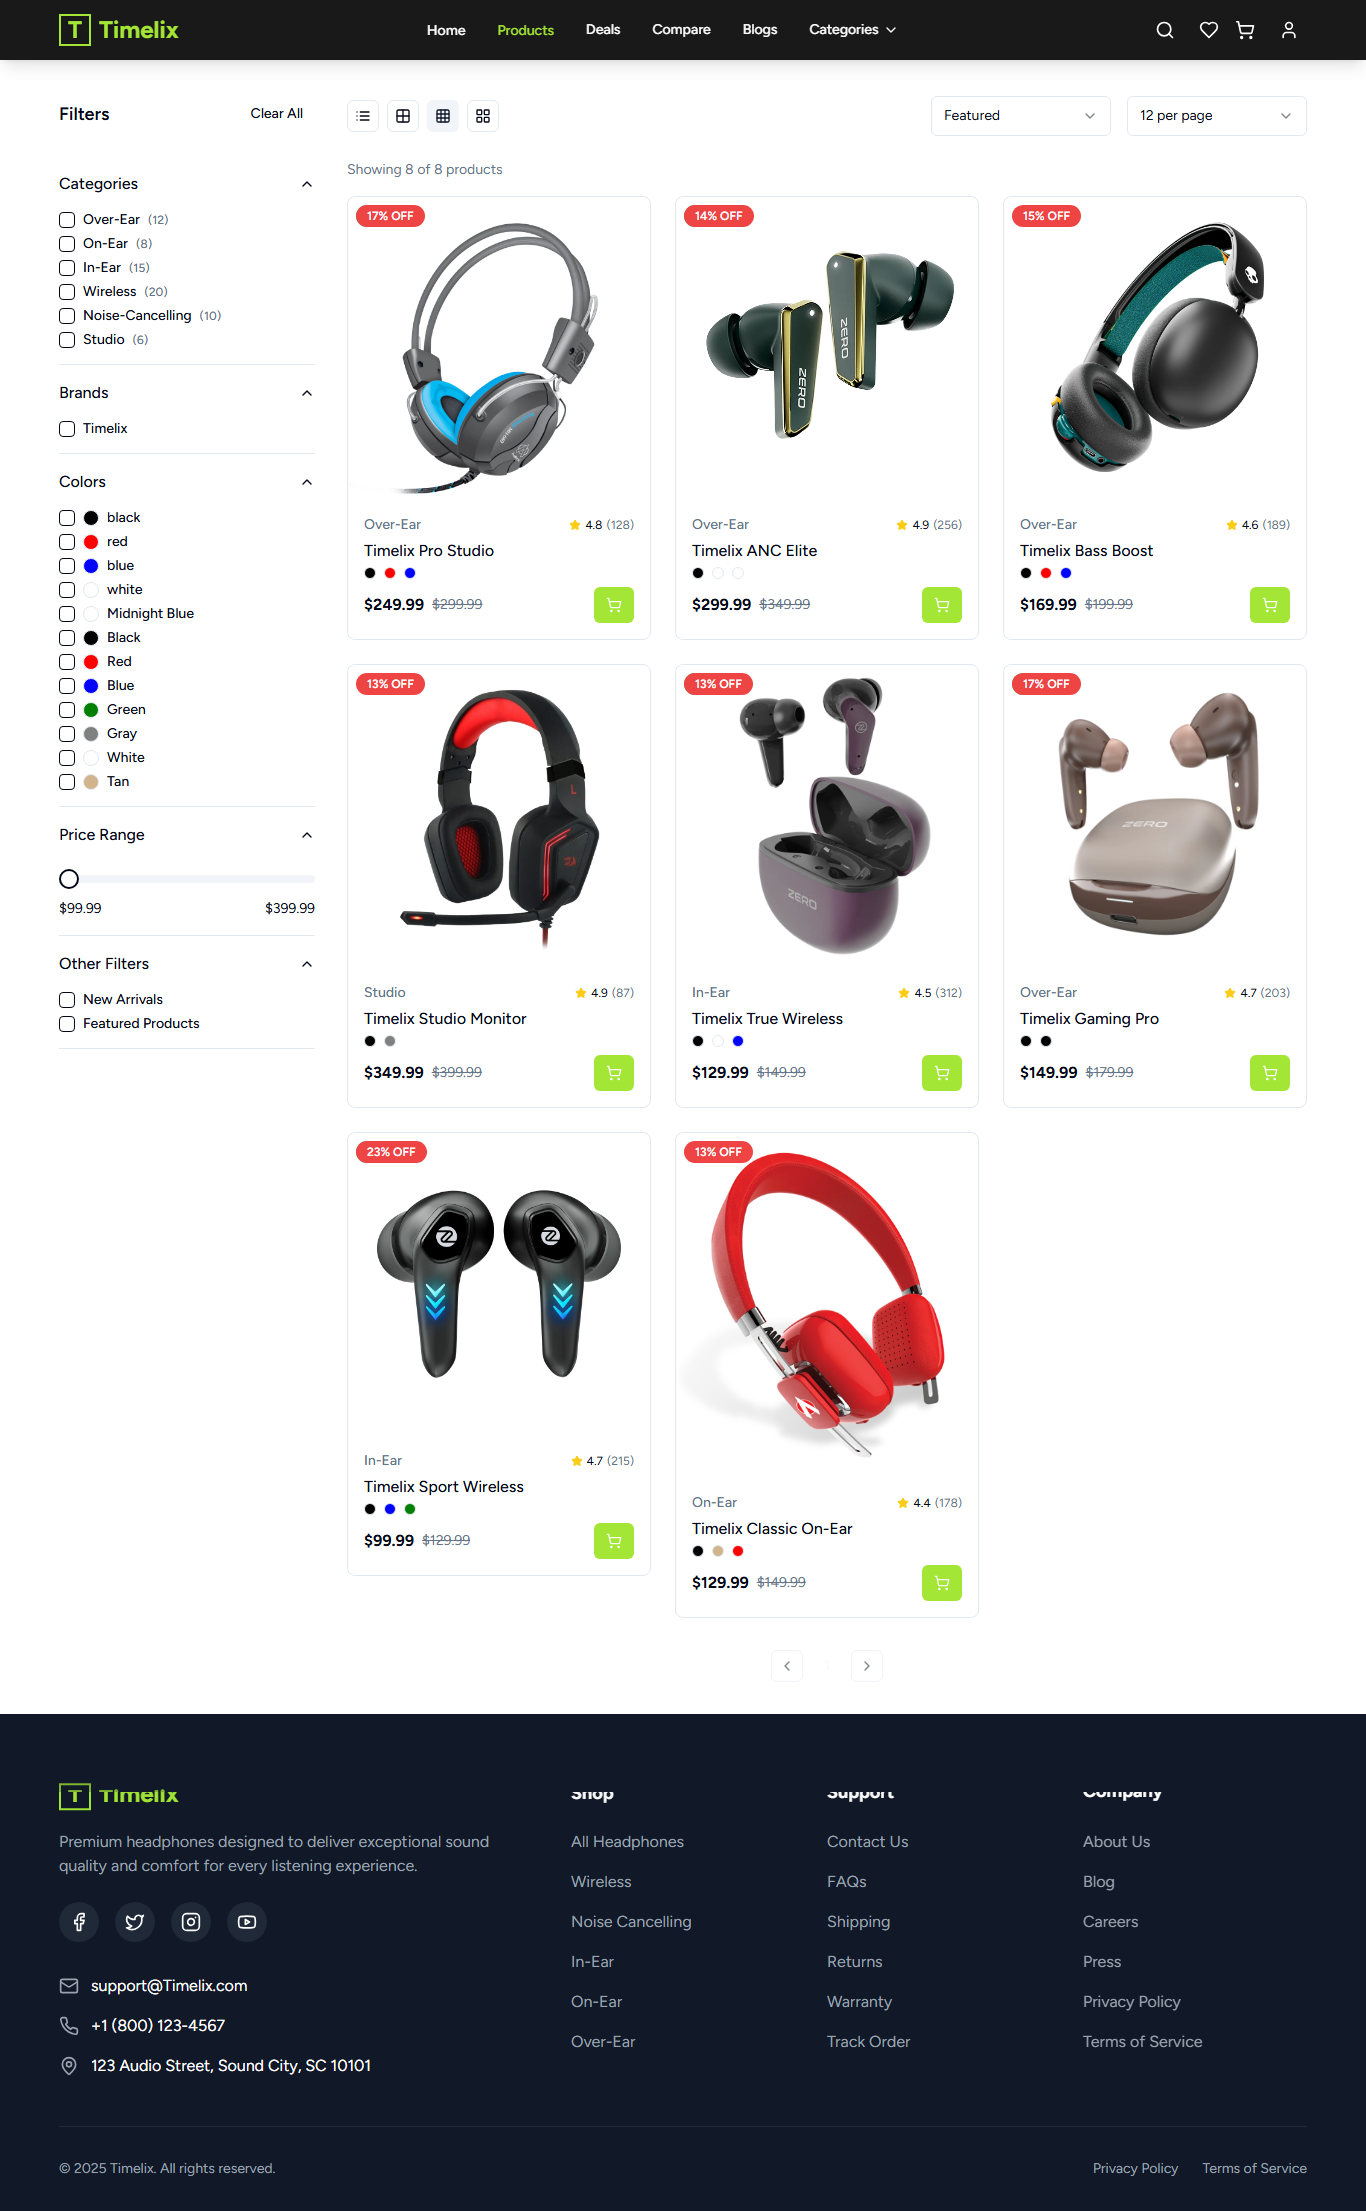 T Timelix
Home Products Deals Compare Blogs Categories
Filters Clear All
Featured 12 per page
Showing 8 of 8 products
Categories
Over-Ear (12)
On-Ear (8)
In-Ear (15)
Wireless (20)
Noise-Cancelling (10)
Studio (6)
Brands
Timelix
Colors
black
red
blue
white
Midnight Blue
Black
Red
Blue
Green
Gray
White
Tan
Price Range
$99.99 $399.99
Other Filters
New Arrivals
Featured Products
17% OFF
Over-Ear 4.8 (128)
Timelix Pro Studio
$249.99 $299.99
14% OFF
ZERO
ZERO
Over-Ear 4.9 (256)
Timelix ANC Elite
$299.99 $349.99
15% OFF
Over-Ear 4.6 (189)
Timelix Bass Boost
$169.99 $199.99
13% OFF
L
Studio 4.9 (87)
Timelix Studio Monitor
$349.99 $399.99
13% OFF
ZERO
In-Ear 4.5 (312)
Timelix True Wireless
$129.99 $149.99
17% OFF
ZERO
Over-Ear 4.7 (203)
Timelix Gaming Pro
$149.99 $179.99
23% OFF
In-Ear 4.7 (215)
Timelix Sport Wireless
$99.99 $129.99
13% OFF
On-Ear 4.4 (178)
Timelix Classic On-Ear
$129.99 $149.99
T Timelix
Premium headphones designed to deliver exceptional sound
quality and comfort for every listening experience.
support@Timelix.com
+1 (800) 123-4567
123 Audio Street, Sound City, SC 10101
Shop
All Headphones
Wireless
Noise Cancelling
In-Ear
On-Ear
Over-Ear
Support
Contact Us
FAQs
Shipping
Returns
Warranty
Track Order
Company
About Us
Blog
Careers
Press
Privacy Policy
Terms of Service
© 2025 Timelix. All rights reserved.
Privacy Policy Terms of Service